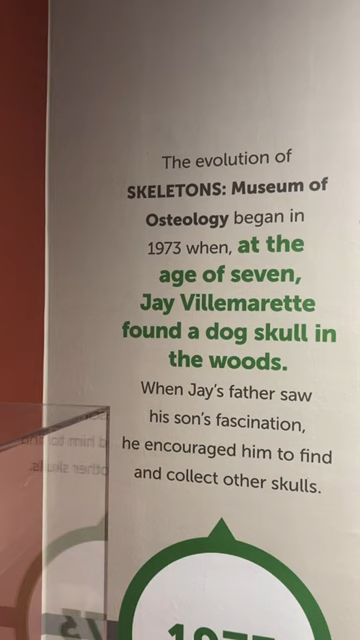 The evolution of
SKELETONS: Museum of
Osteology began in
1973 when, at the
age of seven,
Jay Villemarette
found a dog skull in
the woods.
When Jay's father saw
his son's fascination,
he encouraged him to find
and collect other skulls.